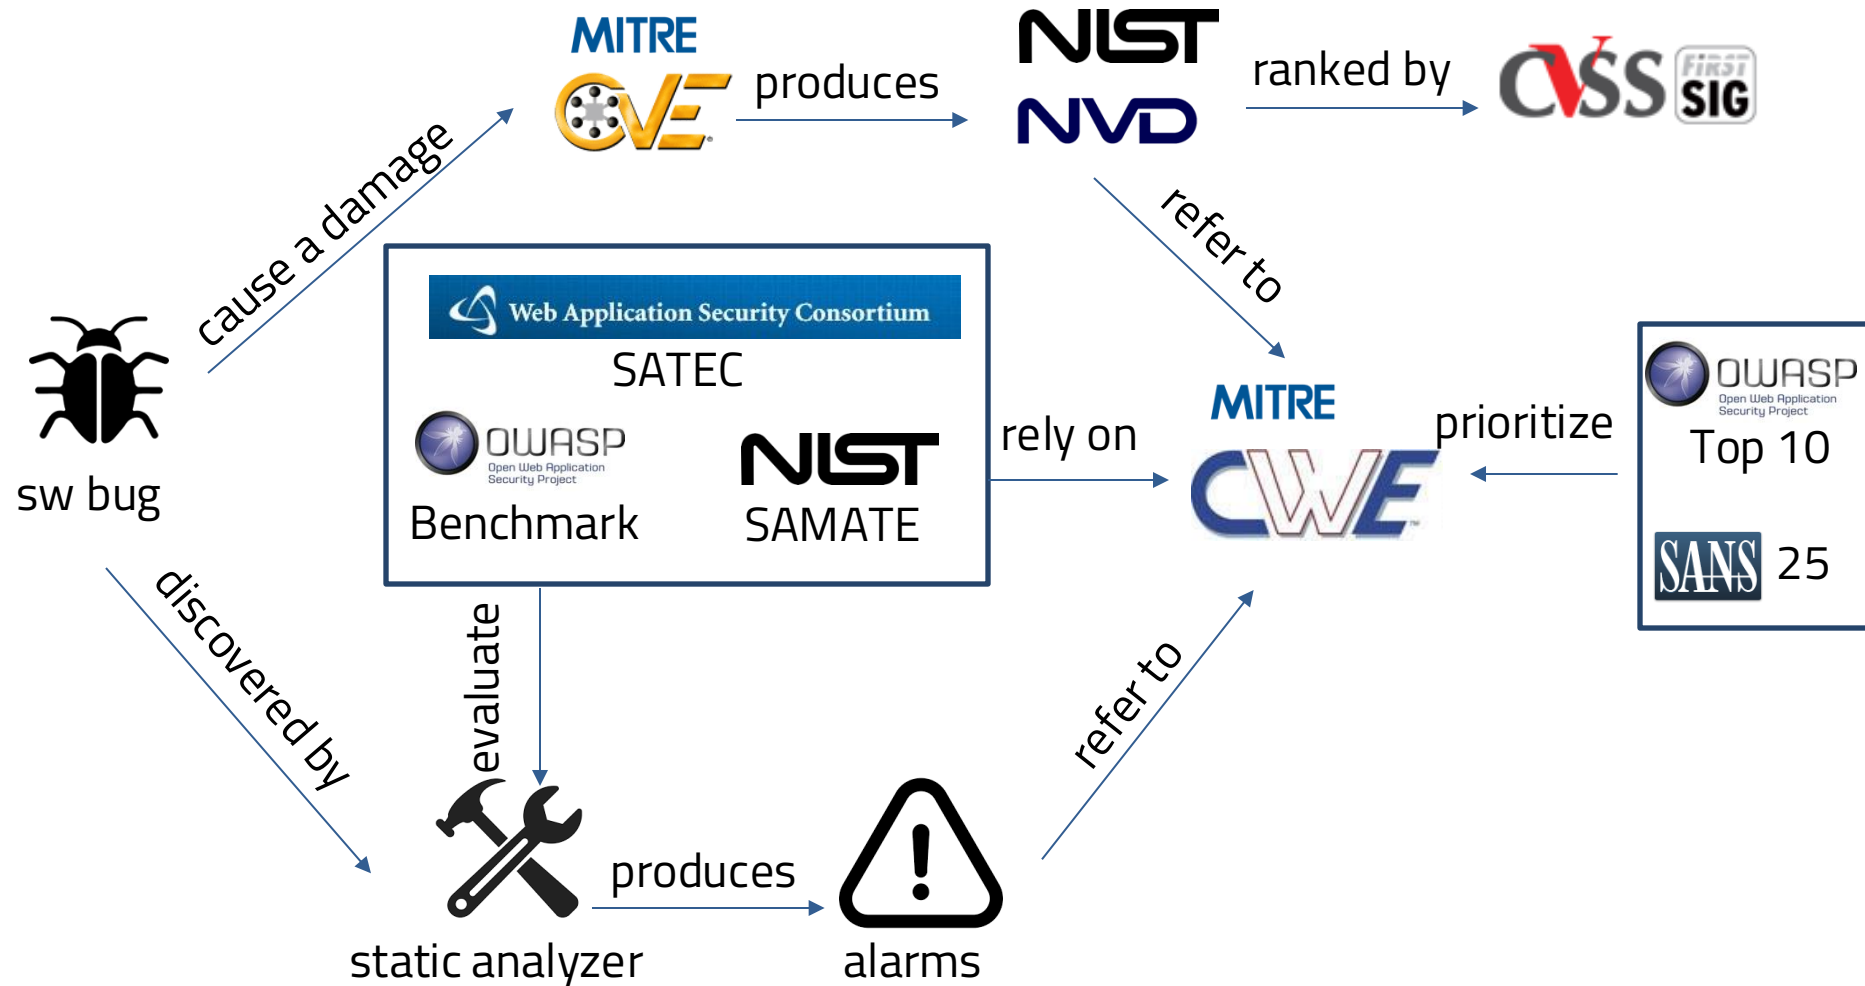 MITRE
CVE
produces
NIST
NVD
ranked by
CVSS
FiRST
SIG
cause a damage
refer to
Web Application Security Consortium
SATEC
OWASP
Open Web Application
Security Project
Benchmark
NIST
SAMATE
rely on
MITRE
CWE
prioritize
OWASP
Open Web Application
Security Project
Top 10
SANS 25
sw bug
discovered by
evaluate
refer to
produces
static analyzer
alarms